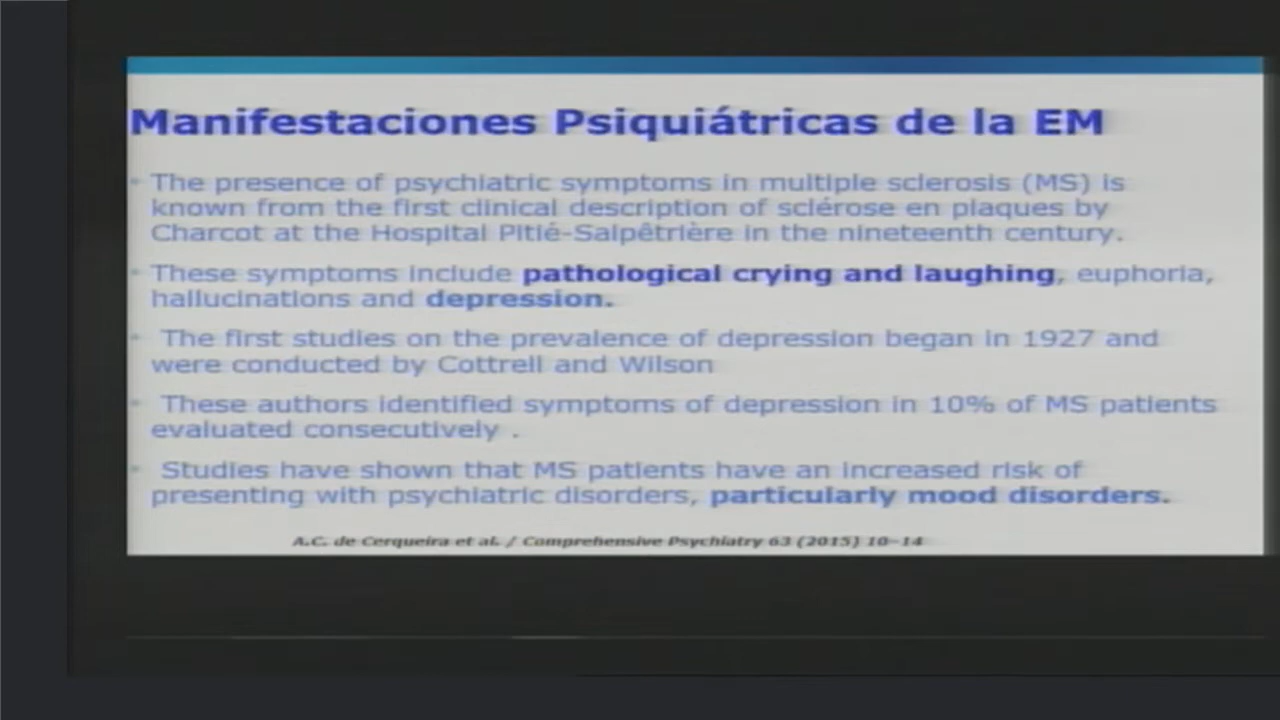 Manifestaciones Psiquiátricas de la EM
• The presence of psychiatric symptoms in multiple sclerosis (MS) is
known from the first clinical description of sclérose en plaques by
Charcot at the Hospital Pitié-Salpêtrière in the nineteenth century.
• These symptoms include pathological crying and laughing, euphoria,
hallucinations and depression.
• The first studies on the prevalence of depression began in 1927 and
were conducted by Cottrell and Wilson
• These authors identified symptoms of depression in 10% of MS patients
evaluated consecutively .
• Studies have shown that MS patients have an increased risk of
presenting with psychiatric disorders, particularly mood disorders.
A.C. de Cerqueira et al. / Comprehensive Psychiatry 63 (2015) 10–14